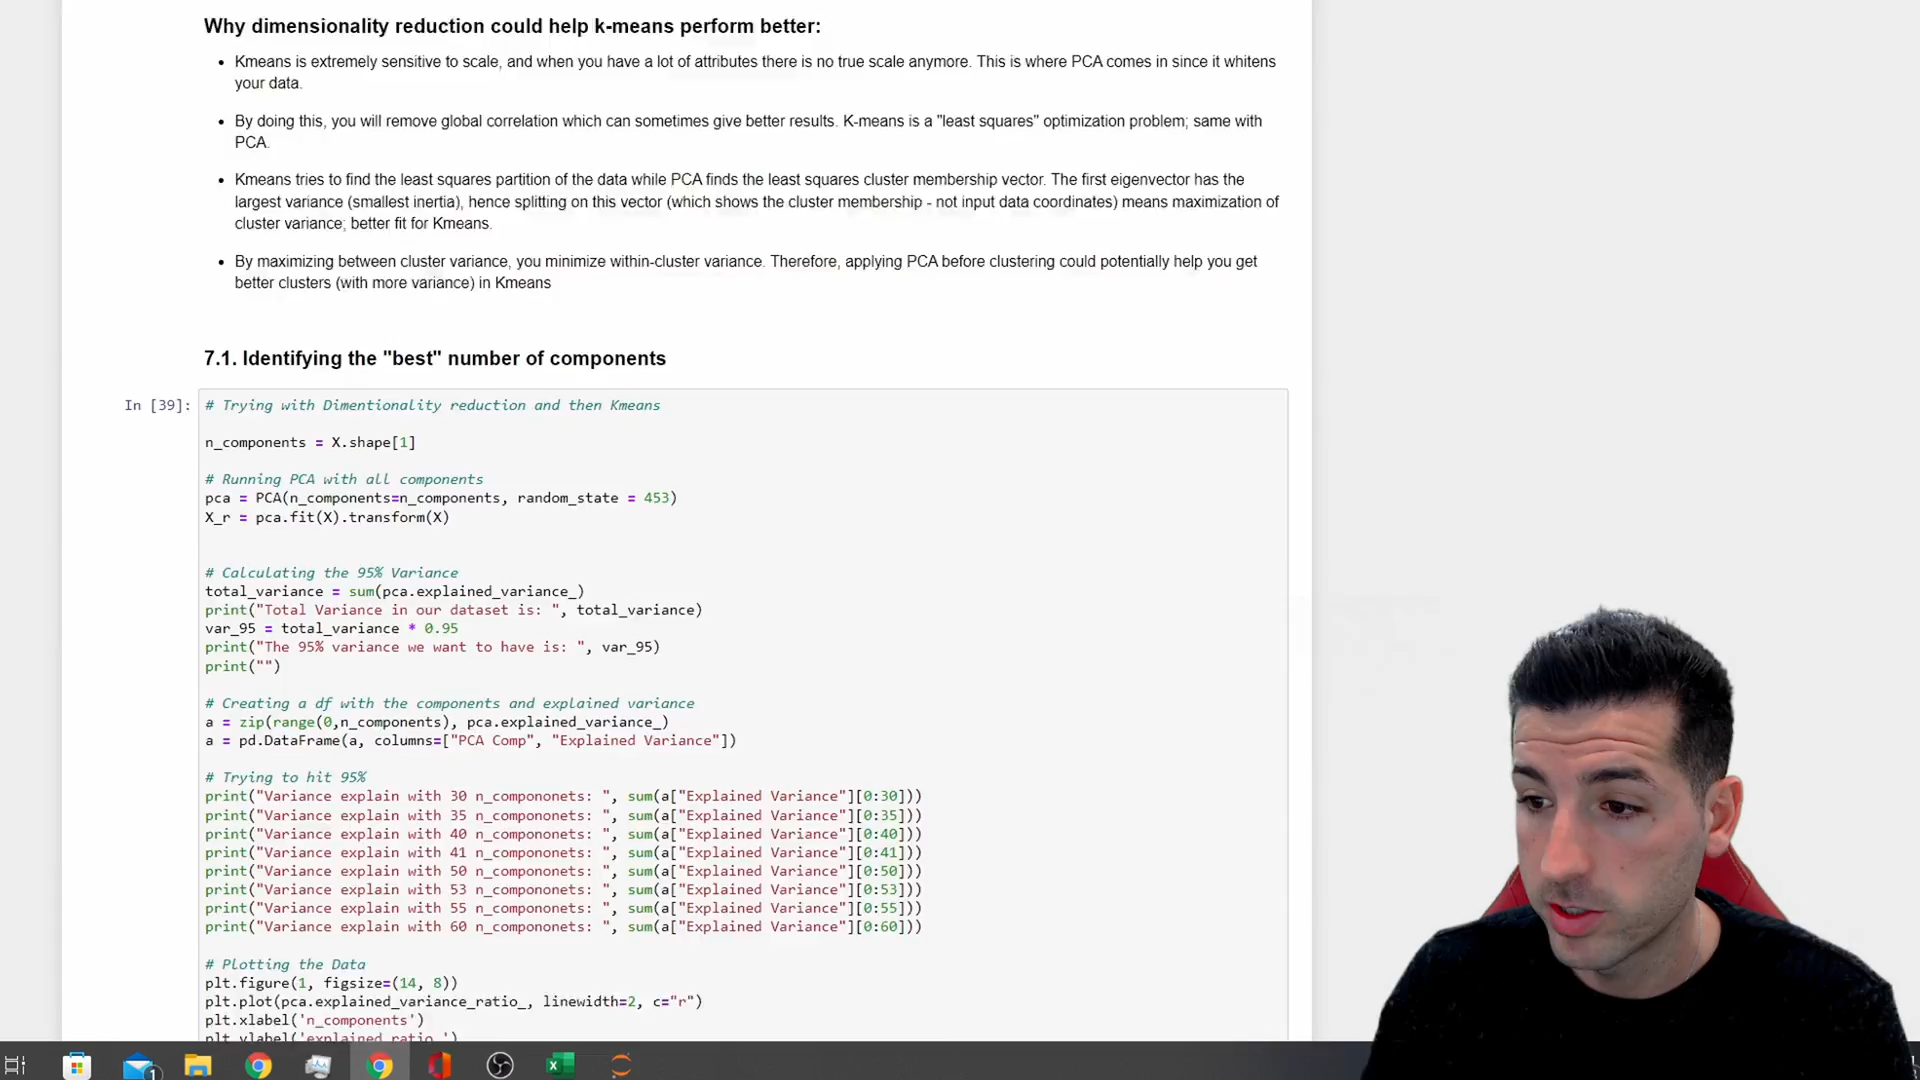 Why dimensionality reduction could help k-means perform better:
• Kmeans is extremely sensitive to scale, and when you have a lot of attributes there is no true scale anymore. This is where PCA comes in since it whitens
your data.
• By doing this, you will remove global correlation which can sometimes give better results. K-means is a "least squares" optimization problem; same with
PCA.
• Kmeans tries to find the least squares partition of the data while PCA finds the least squares cluster membership vector. The first eigenvector has the
largest variance (smallest inertia), hence splitting on this vector (which shows the cluster membership - not input data coordinates) means maximization of
cluster variance; better fit for Kmeans.
• By maximizing between cluster variance, you minimize within-cluster variance. Therefore, applying PCA before clustering could potentially help you get
better clusters (with more variance) in Kmeans
7.1. Identifying the "best" number of components
In [39]:
# Trying with Dimentionality reduction and then Kmeans
n_components = X.shape[1]
# Running PCA with all components
pca = PCA(n_components=n_components, random_state = 453)
X_r = pca.fit(X).transform(X)
# Calculating the 95% Variance
total_variance = sum(pca.explained_variance_)
print("Total Variance in our dataset is: ", total_variance)
var_95 = total_variance * 0.95
print("The 95% variance we want to have is: ", var_95)
print("")
# Creating a df with the components and explained variance
a = zip(range(0,n_components), pca.explained_variance_)
a = pd.DataFrame(a, columns=["PCA Comp", "Explained Variance"])
# Trying to hit 95%
print("Variance explain with 30 n_compononets: ", sum(a["Explained Variance"][0:30]))
print("Variance explain with 35 n_compononets: ", sum(a["Explained Variance"][0:35]))
print("Variance explain with 40 n_compononets: ", sum(a["Explained Variance"][0:40]))
print("Variance explain with 41 n_compononets: ", sum(a["Explained Variance"][0:41]))
print("Variance explain with 50 n_compononets: ", sum(a["Explained Variance"][0:50]))
print("Variance explain with 53 n_compononets: ", sum(a["Explained Variance"][0:53]))
print("Variance explain with 55 n_compononets: ", sum(a["Explained Variance"][0:55]))
print("Variance explain with 60 n_compononets: ", sum(a["Explained Variance"][0:60]))
# Plotting the Data
plt.figure(1, figsize=(14, 8))
plt.plot(pca.explained_variance_ratio_, linewidth=2, c="r")
plt.xlabel('n_components')
plt.ylabel('explained_ratio_')
1